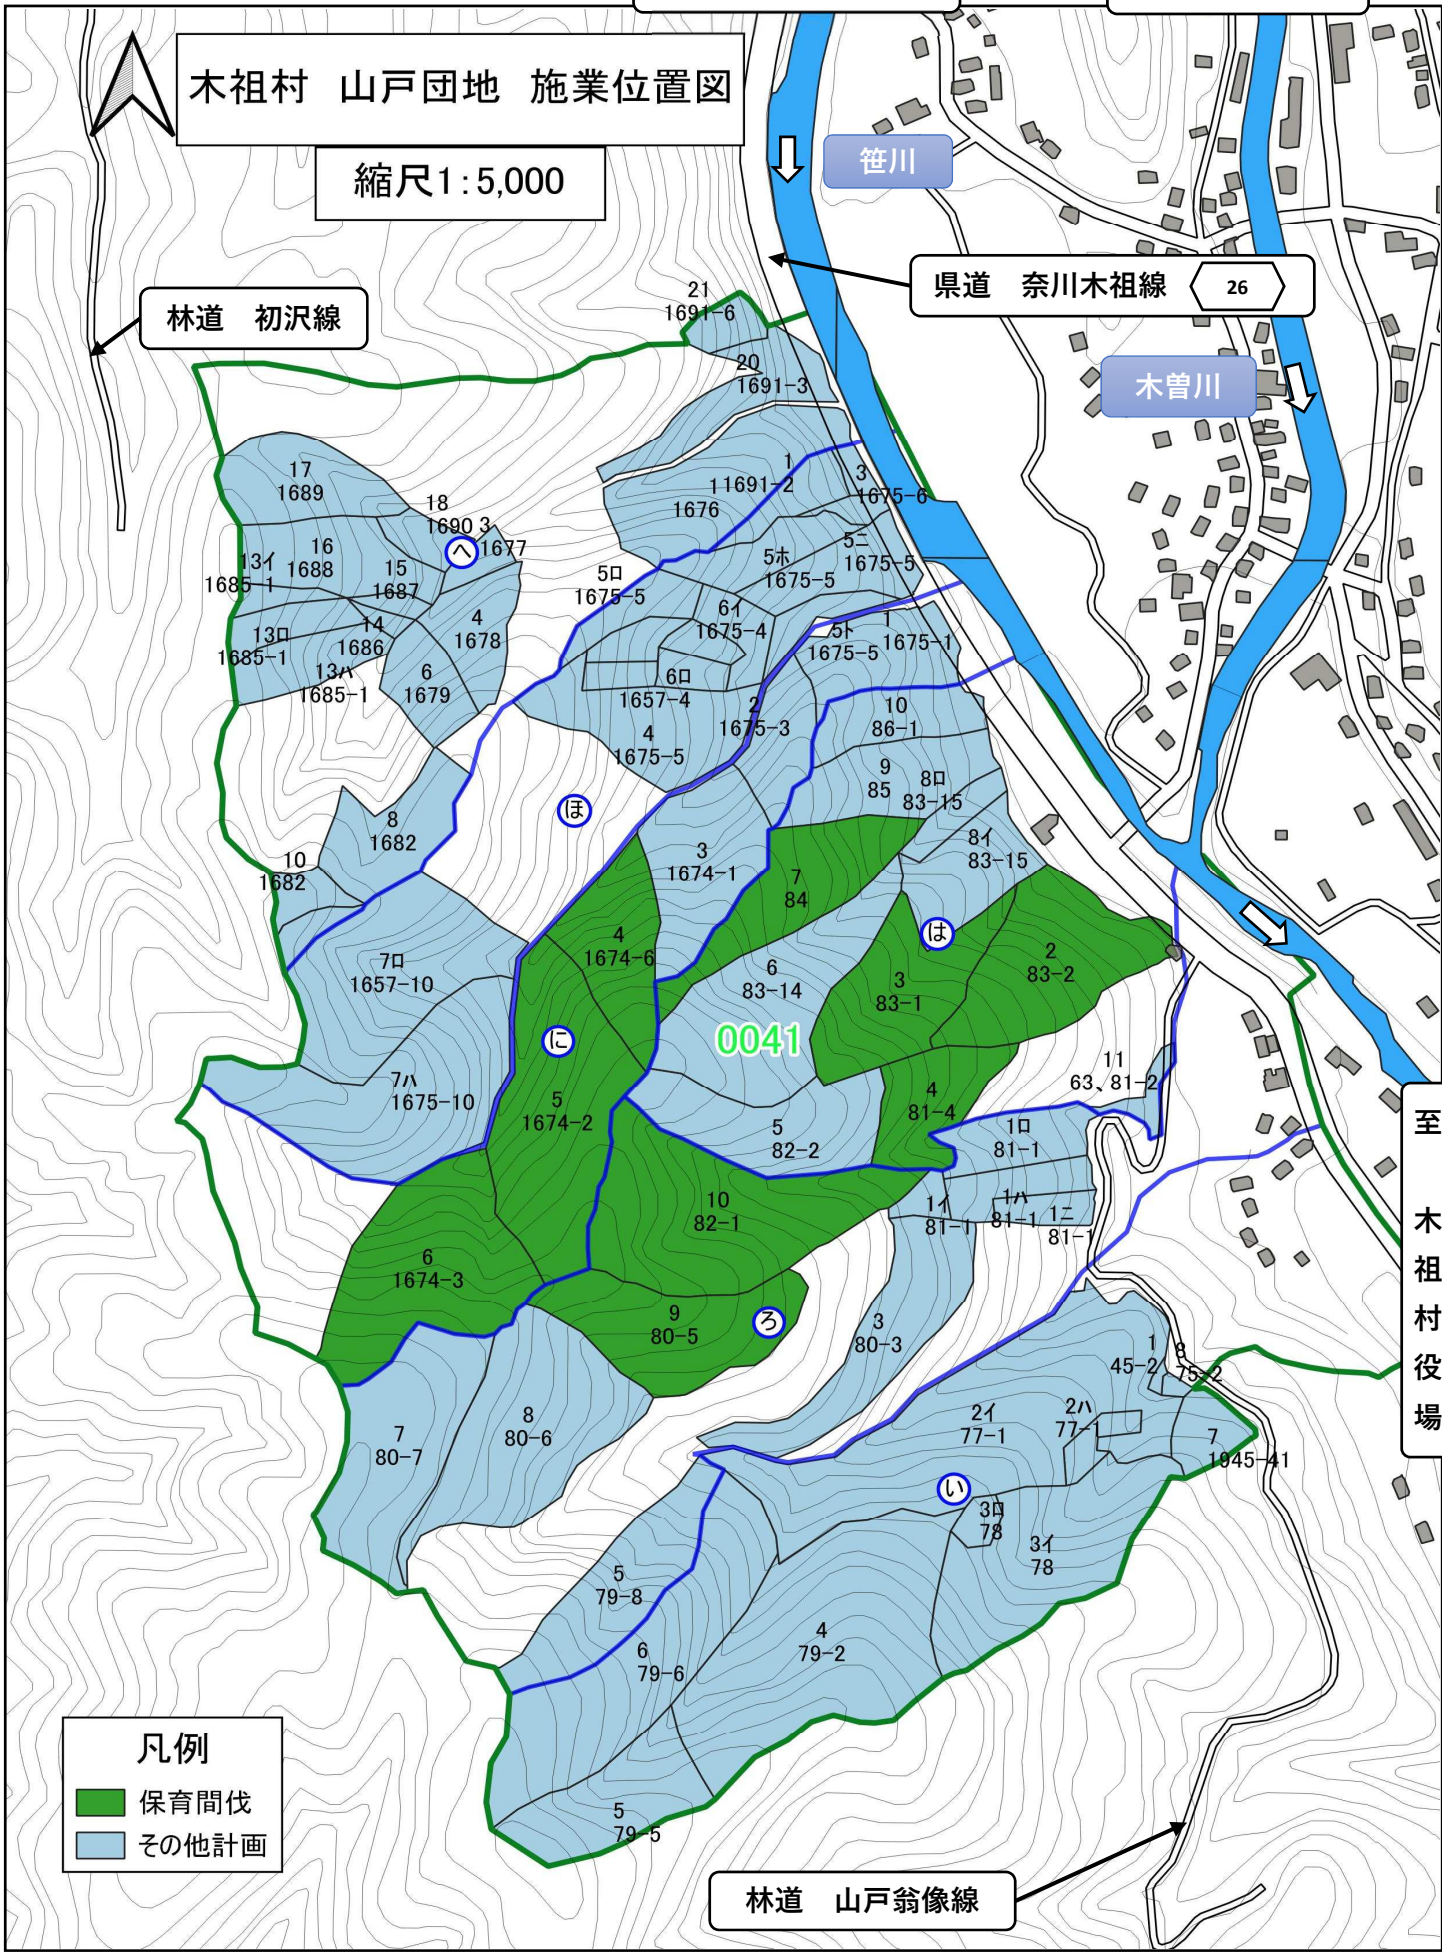 木祖村 山戸団地 施業位置図
縮尺1:5,000
笹川
県道 奈川木祖線 26
林道 初沢線
木曽川
21
1691-6
20
1691-3
17
1689
18
1690
3
1677
1
1691-2
1
1676
3
1675-6
16
1688
13イ
1685-1
15
1687
5ロ
1675-5
5ホ
1675-5
5ニ
1675-5
6イ
1675-4
4
1678
14
1686
13ロ
1685-1
13ハ
1685-1
6
1679
5ト
1675-5
1
1675-1
6ロ
1657-4
2
1675-3
10
86-1
4
1675-5
9
85
8ロ
83-15
ほ
へ
8
1682
8イ
83-15
3
1674-1
10
1682
7
84
は
4
1674-6
2
83-2
7ロ
1657-10
6
83-14
3
83-1
0041
に
11
63、81-2
7ハ
1675-10
5
1674-2
4
81-4
5
82-2
1ロ
81-1
至
木
祖
村
役
場
10
82-1
1イ
81-1
1ハ
81-1
1ニ
81-1
6
1674-3
9
80-5
ろ
3
80-3
1
45-2
8
75-2
7
80-7
8
80-6
2イ
77-1
2ハ
77-1
7
1945-41
い
3ロ
78
3イ
78
5
79-8
4
79-2
6
79-6
凡例
保育間伐
その他計画
5
79-5
林道 山戸翁像線